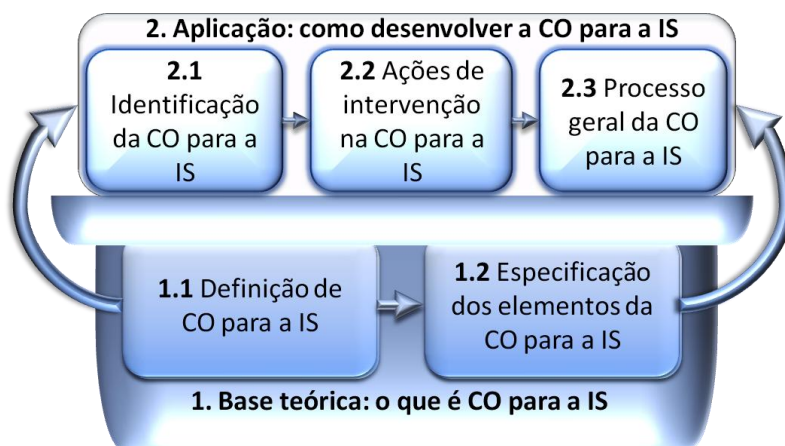 2. Aplicação: como desenvolver a CO para a IS
2.1
Identificação
da CO para a
IS
2.2 Ações de
intervenção
na CO para a
IS
2.3 Processo
geral da CO
para a IS
1.1 Definição de
CO para a IS
1.2 Especificação
dos elementos da
CO para a IS
1. Base teórica: o que é CO para a IS